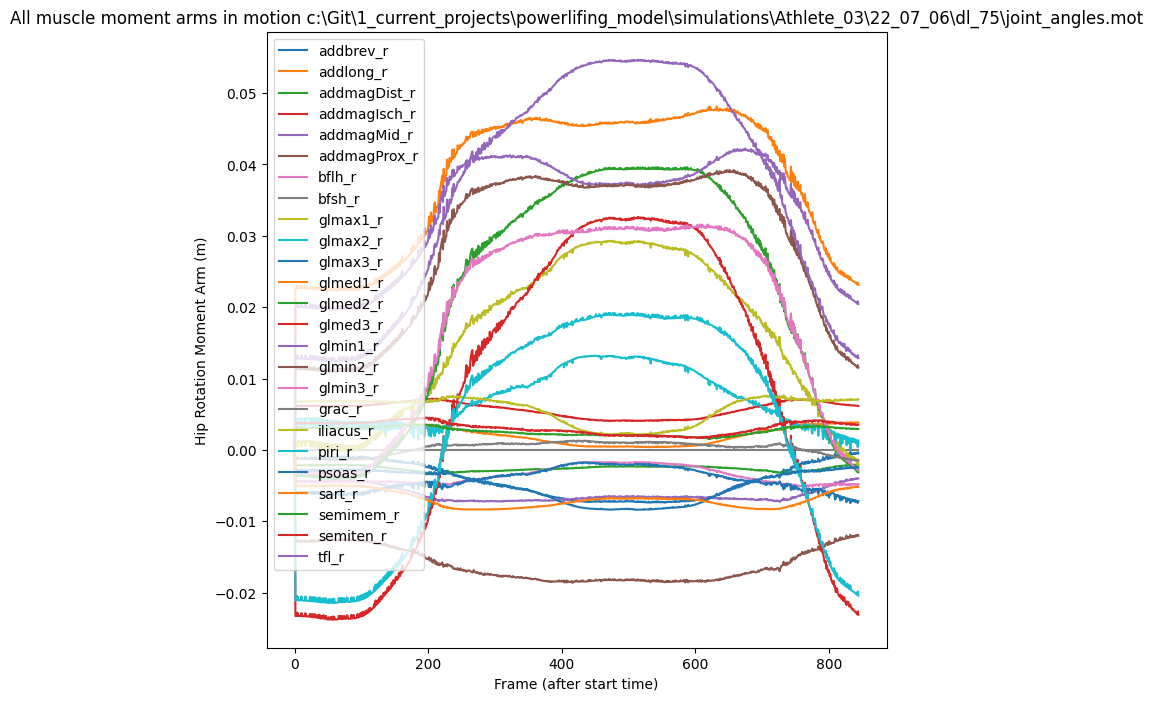 All muscle moment arms in motion c:\Git\1_current_projects\powerlifing_model\simulations\Athlete_03\22_07_06\dl_75\joint_angles.mot
addbrev_r
addlong_r
addmagDist_r
addmagIsch_r
addmagMid_r
addmagProx_r
bflh_r
bfsh_r
glmax1_r
glmax2_r
glmax3_r
glmed1_r
glmed2_r
glmed3_r
glmin1_r
glmin2_r
glmin3_r
grac_r
iliacus_r
piri_r
psoas_r
sart_r
semimem_r
semiten_r
tfl_r
Hip Rotation Moment Arm (m)
0.05
0.04
0.03
0.02
0.01
0.00
−0.01
−0.02
0 200 400 600 800
Frame (after start time)